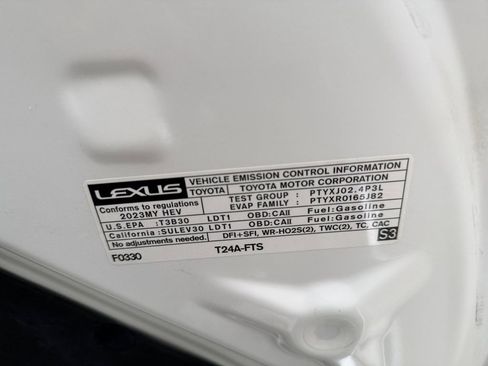 LEXUS VEHICLE EMISSION CONTROL INFORMATION
TOYOTA TOYOTA MOTOR CORPORATION
Conforms to regulations TEST GROUP : PTYXJ02.4P3L
2023MY HEV EVAP FAMILY : PTYXR0165J82
U.S.EPA :T3B30 LDT1 OBD:CAII Fuel:Gasoline
California :SULEV30 LDT1 OBD:CAII Fuel:Gasoline
No adjustments needed. DFI+SFI, WR-HO2S(2), TWC(2), TC, CAC
F0330 T24A-FTS S3